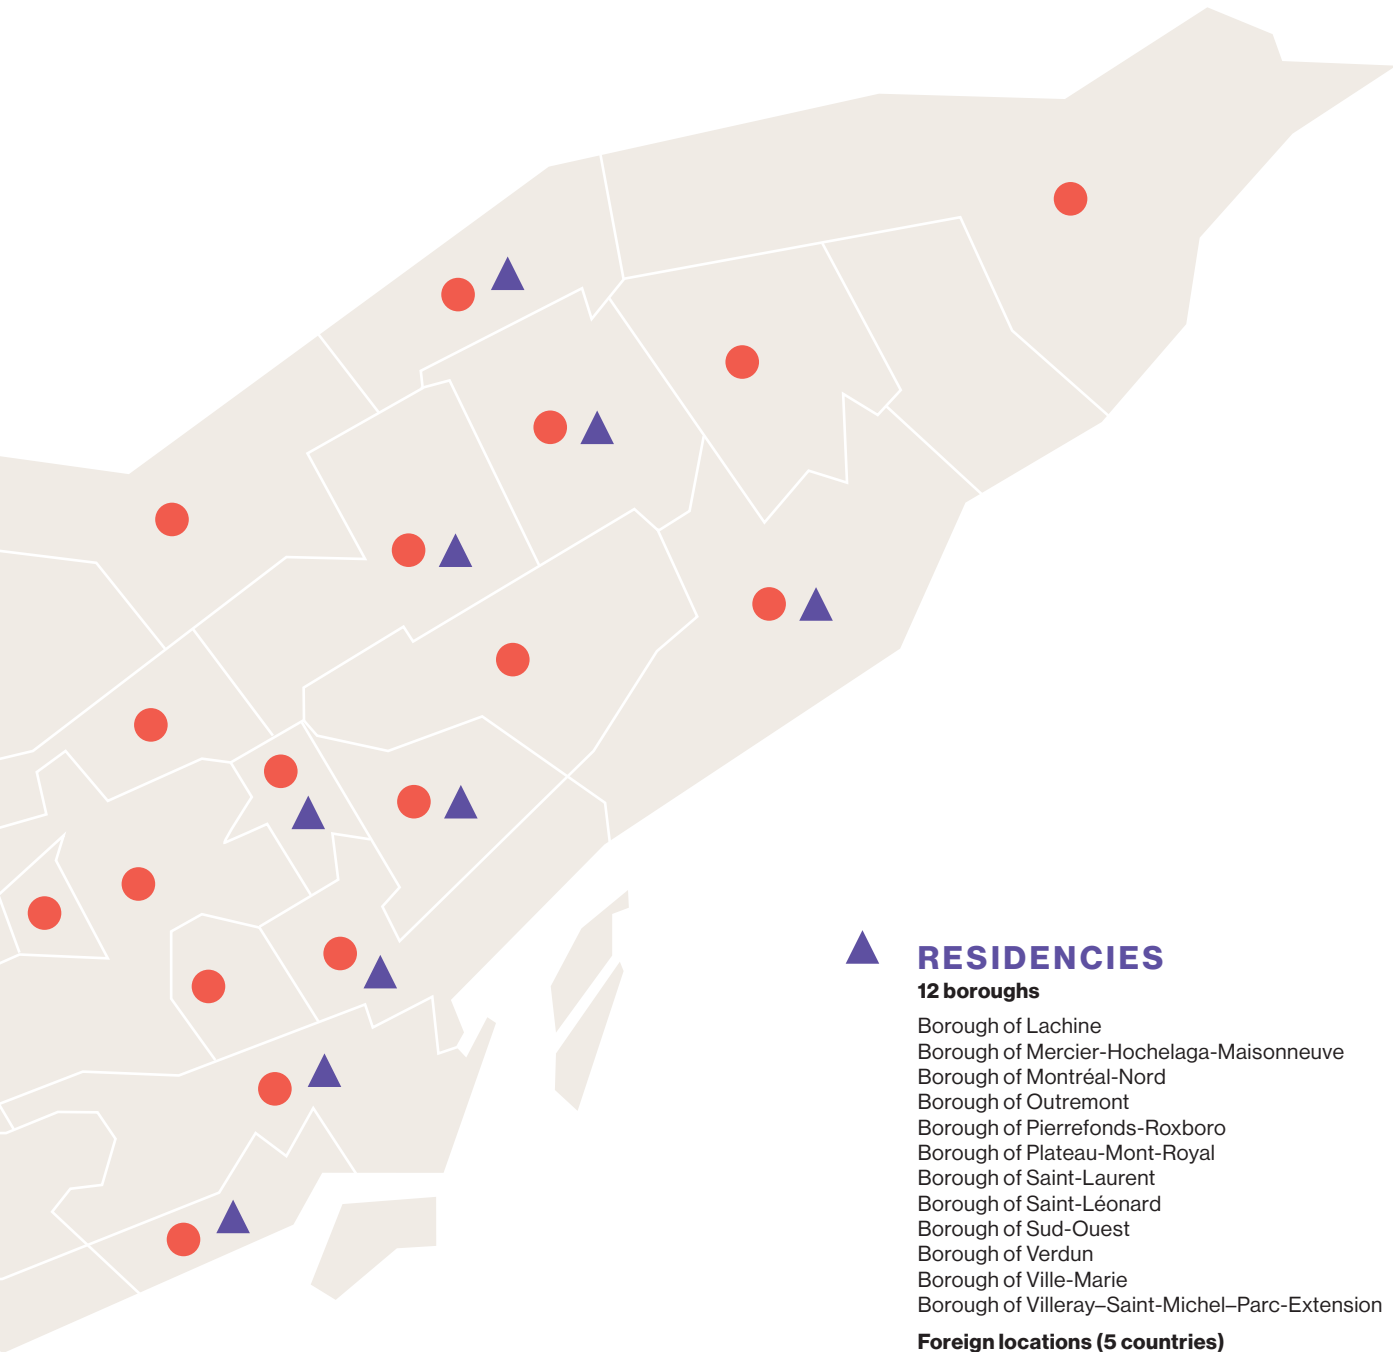 RESIDENCIES
12 boroughs
Borough of Lachine
Borough of Mercier-Hochelaga-Maisonneuve
Borough of Montréal-Nord
Borough of Outremont
Borough of Pierrefonds-Roxboro
Borough of Plateau-Mont-Royal
Borough of Saint-Laurent
Borough of Saint-Léonard
Borough of Sud-Ouest
Borough of Verdun
Borough of Ville-Marie
Borough of Villeray–Saint-Michel–Parc-Extension
Foreign locations (5 countries)